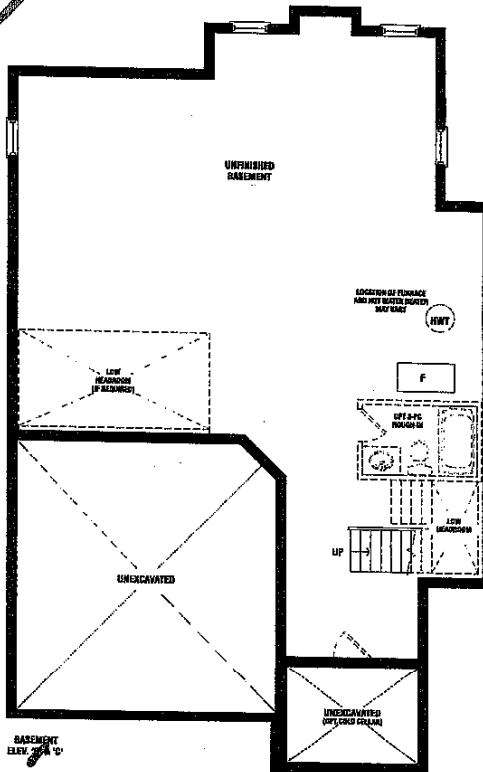 UNFINISHED
BASEMENT
LOCATION OF FURNACE
AND HOT WATER HEATER
MAY VARY
HWT
F
LOW
HEADROOM
(IF REQUIRED)
OPT 3-PC
ROUGH-IN
LOW
HEADROOM
UP
UNEXCAVATED
UNEXCAVATED
(OPT. COLD CELLAR)
BASEMENT
ELEV. 'C'